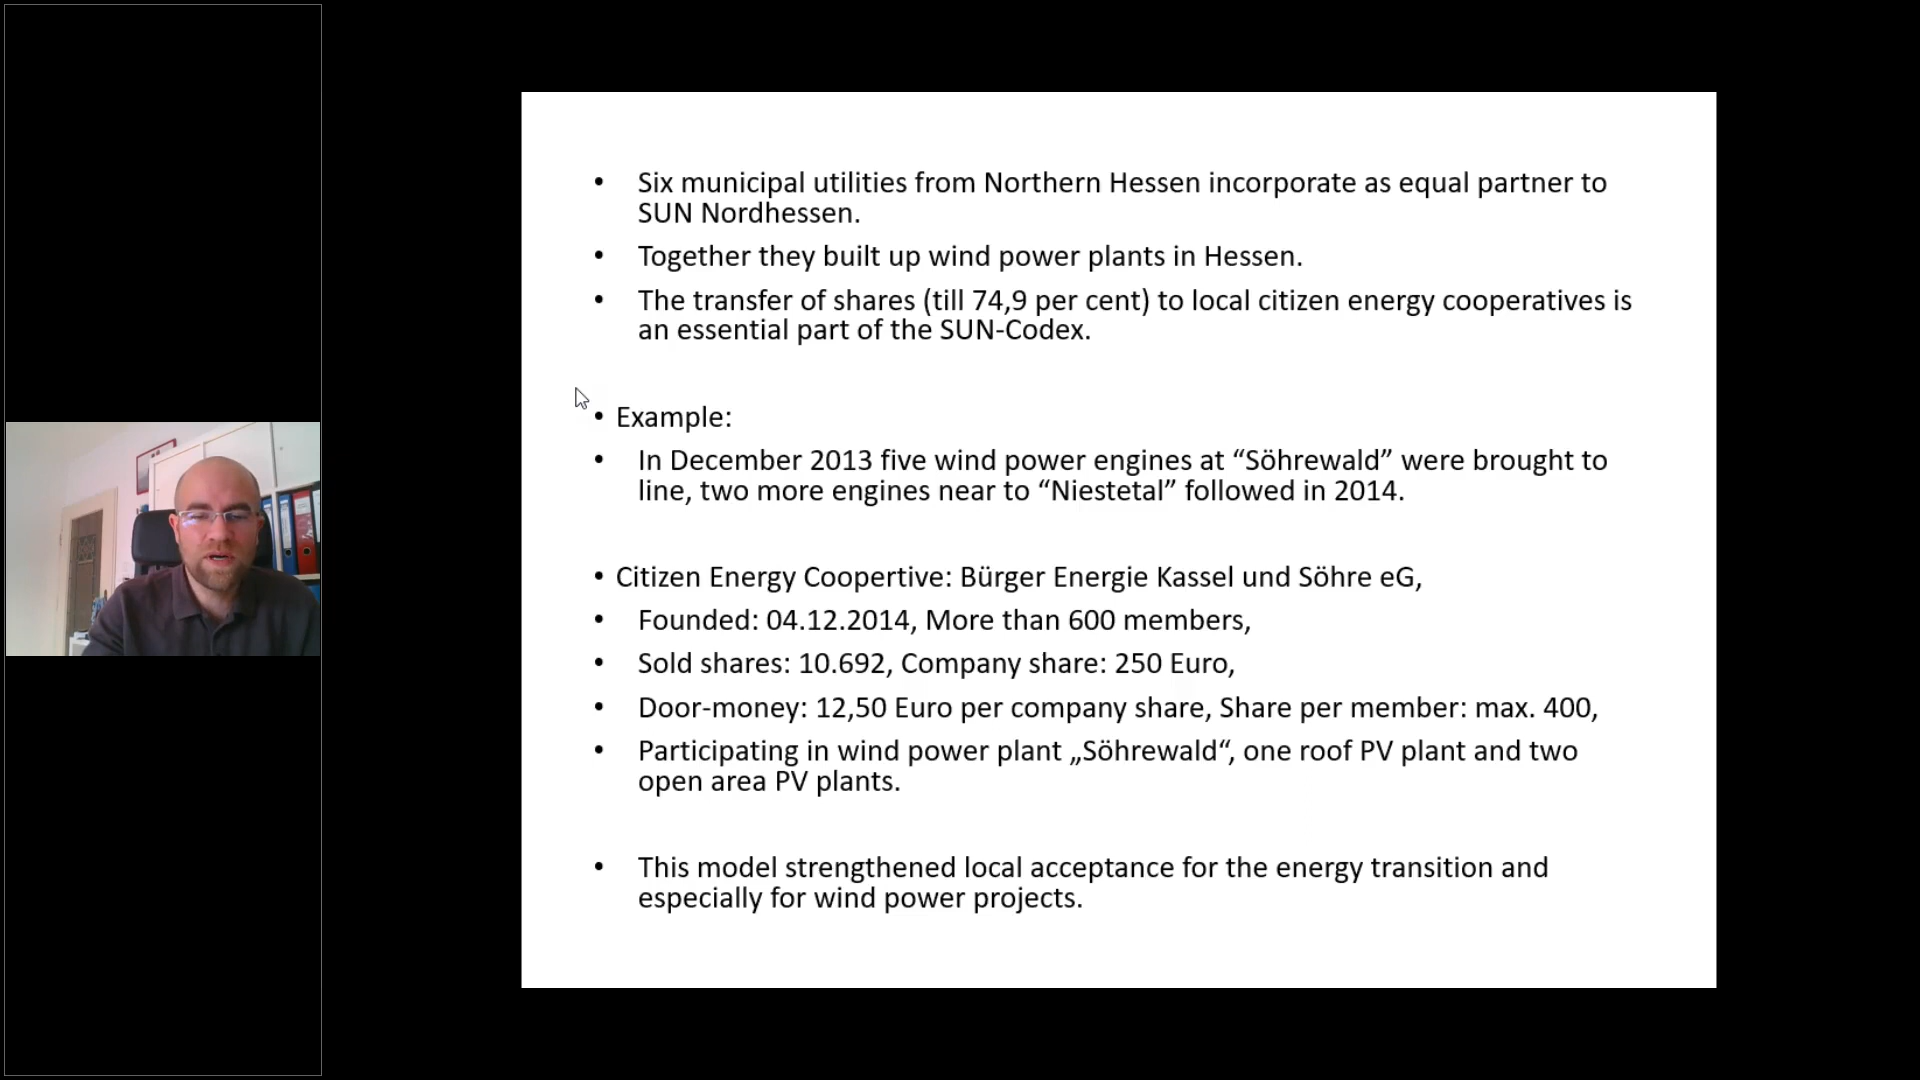 • Six municipal utilities from Northern Hessen incorporate as equal partner to
SUN Nordhessen.
• Together they built up wind power plants in Hessen.
• The transfer of shares (till 74,9 per cent) to local citizen energy cooperatives is
an essential part of the SUN-Codex.
• Example:
• In December 2013 five wind power engines at “Söhrewald” were brought to
line, two more engines near to “Niestetal” followed in 2014.
• Citizen Energy Coopertive: Bürger Energie Kassel und Söhre eG,
• Founded: 04.12.2014, More than 600 members,
• Sold shares: 10.692, Company share: 250 Euro,
• Door-money: 12,50 Euro per company share, Share per member: max. 400,
• Participating in wind power plant „Söhrewald“, one roof PV plant and two
open area PV plants.
• This model strengthened local acceptance for the energy transition and
especially for wind power projects.